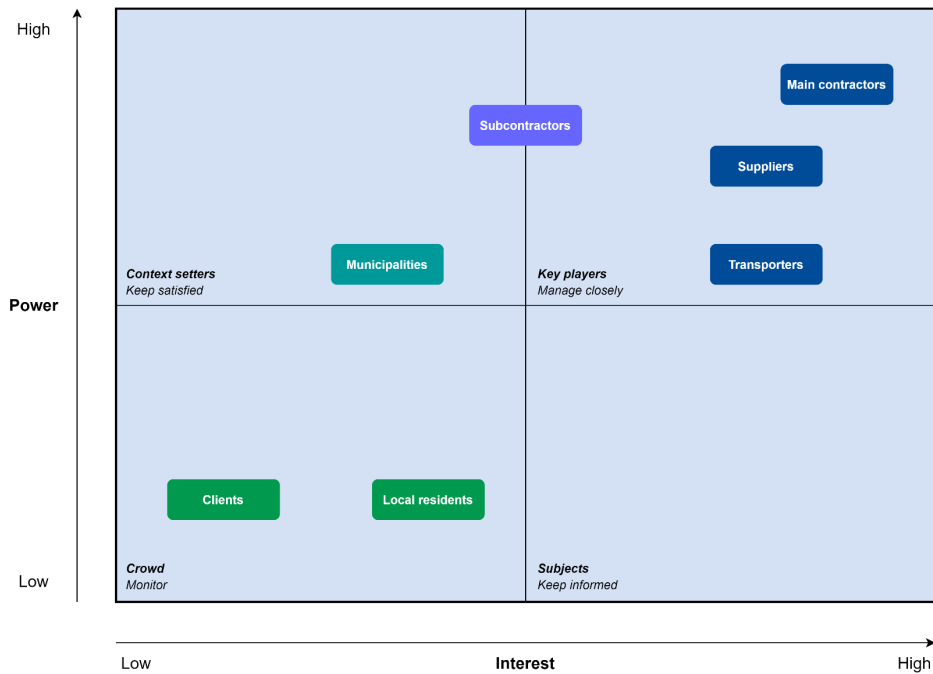 High
Main contractors
Subcontractors
Suppliers
Municipalities
Transporters
Context setters
Keep satisfied
Key players
Manage closely
Power
Clients
Local residents
Crowd
Monitor
Subjects
Keep informed
Low
Low
Interest
High